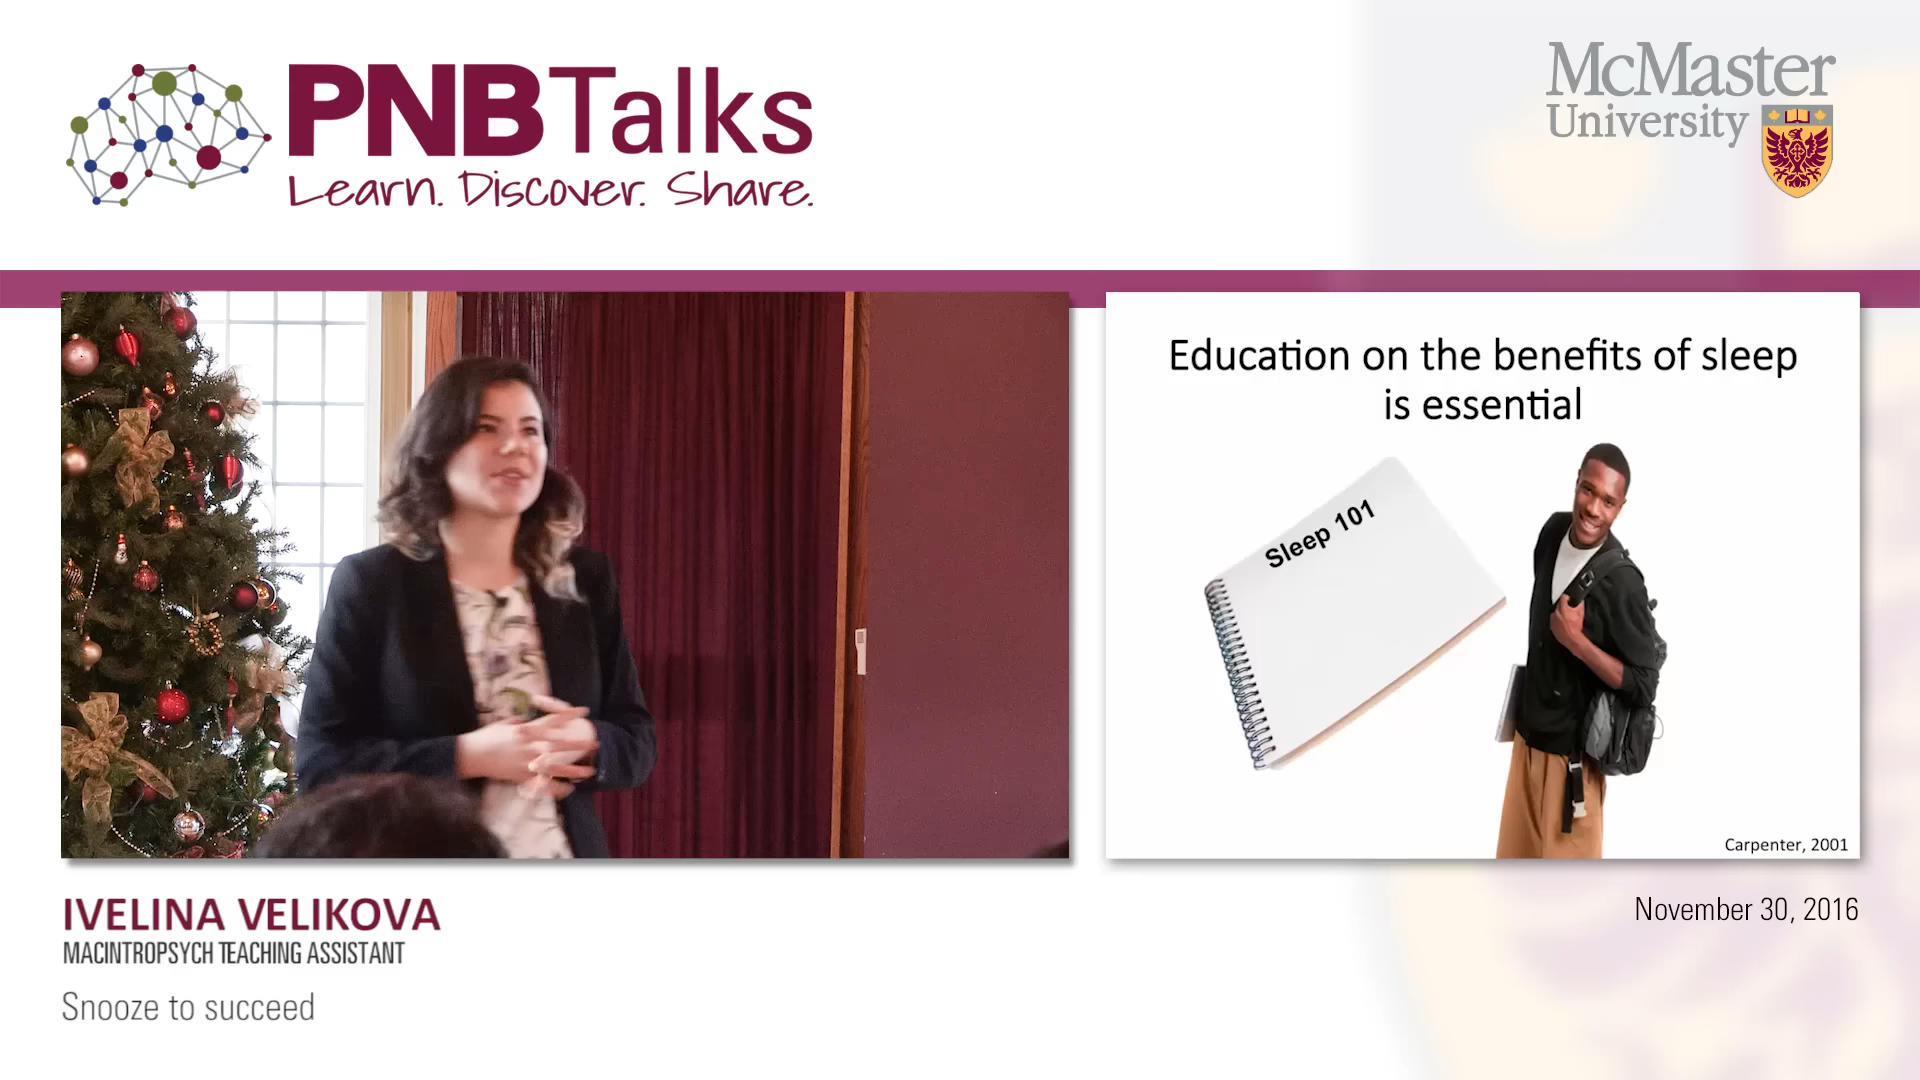 PNBTalks
Learn. Discover. Share.
McMaster
University
Education on the benefits of sleep
is essential
Sleep 101
Carpenter, 2001
IVELINA VELIKOVA
MACINTROPSYCH TEACHING ASSISTANT
Snooze to succeed
November 30, 2016